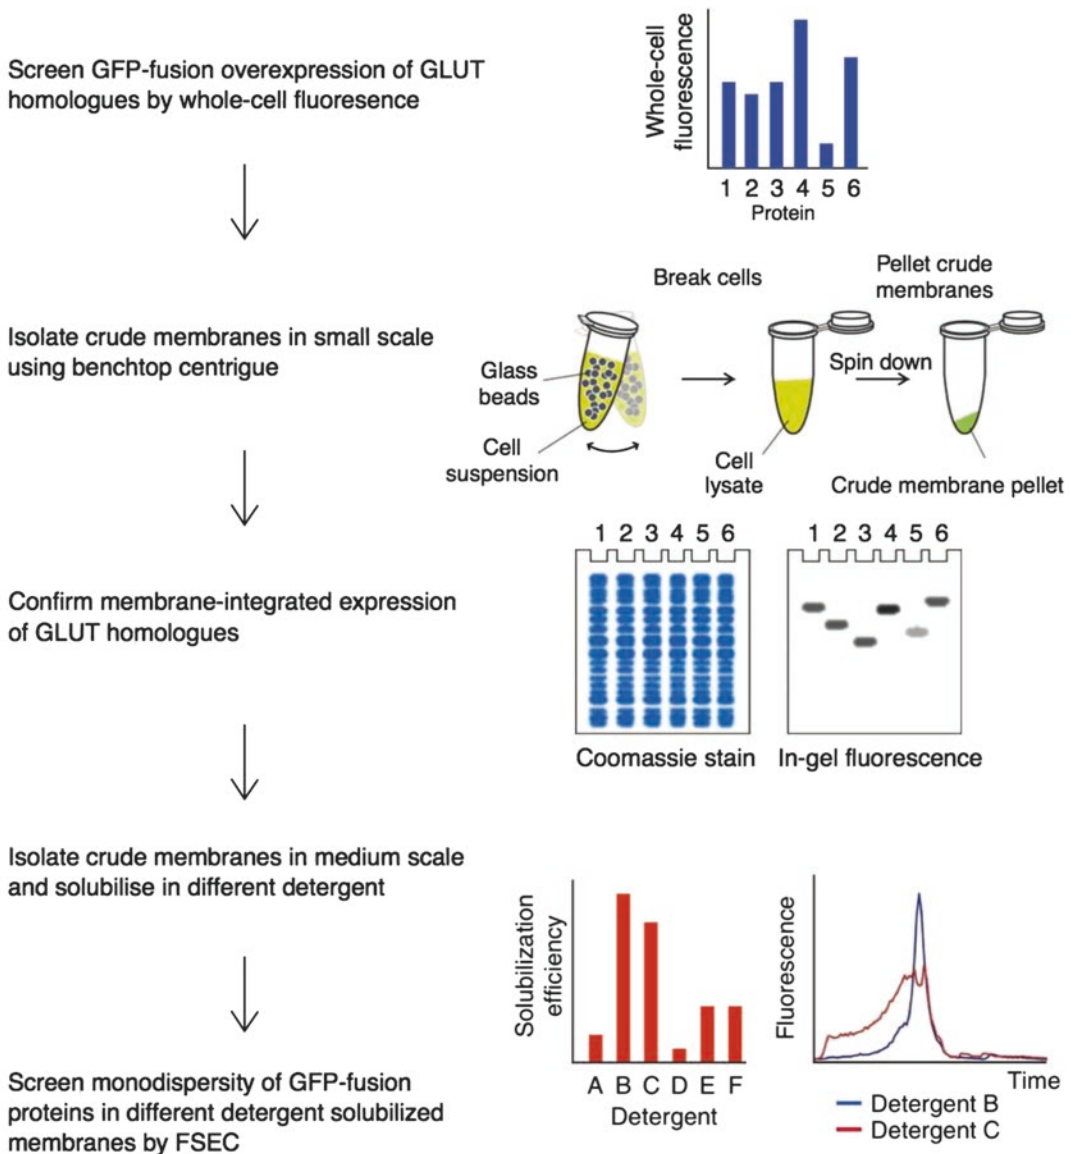 Screen GFP-fusion overexpression of GLUT
homologues by whole-cell fluoresence
Whole-cell
fluorescence
1 2 3 4 5 6
Protein
Isolate crude membranes in small scale
using benchtop centrigue
Break cells
Pellet crude
membranes
Glass
beads
Spin down
Cell
suspension
Cell
lysate
Crude membrane pellet
Confirm membrane-integrated expression
of GLUT homologues
1 2 3 4 5 6
Coomassie stain
1 2 3 4 5 6
In-gel fluorescence
Isolate crude membranes in medium scale
and solubilise in different detergent
Solubilization
efficiency
A B C D E F
Detergent
Fluorescence
Time
Detergent B
Detergent C
Screen monodispersity of GFP-fusion
proteins in different detergent solubilized
membranes by FSEC